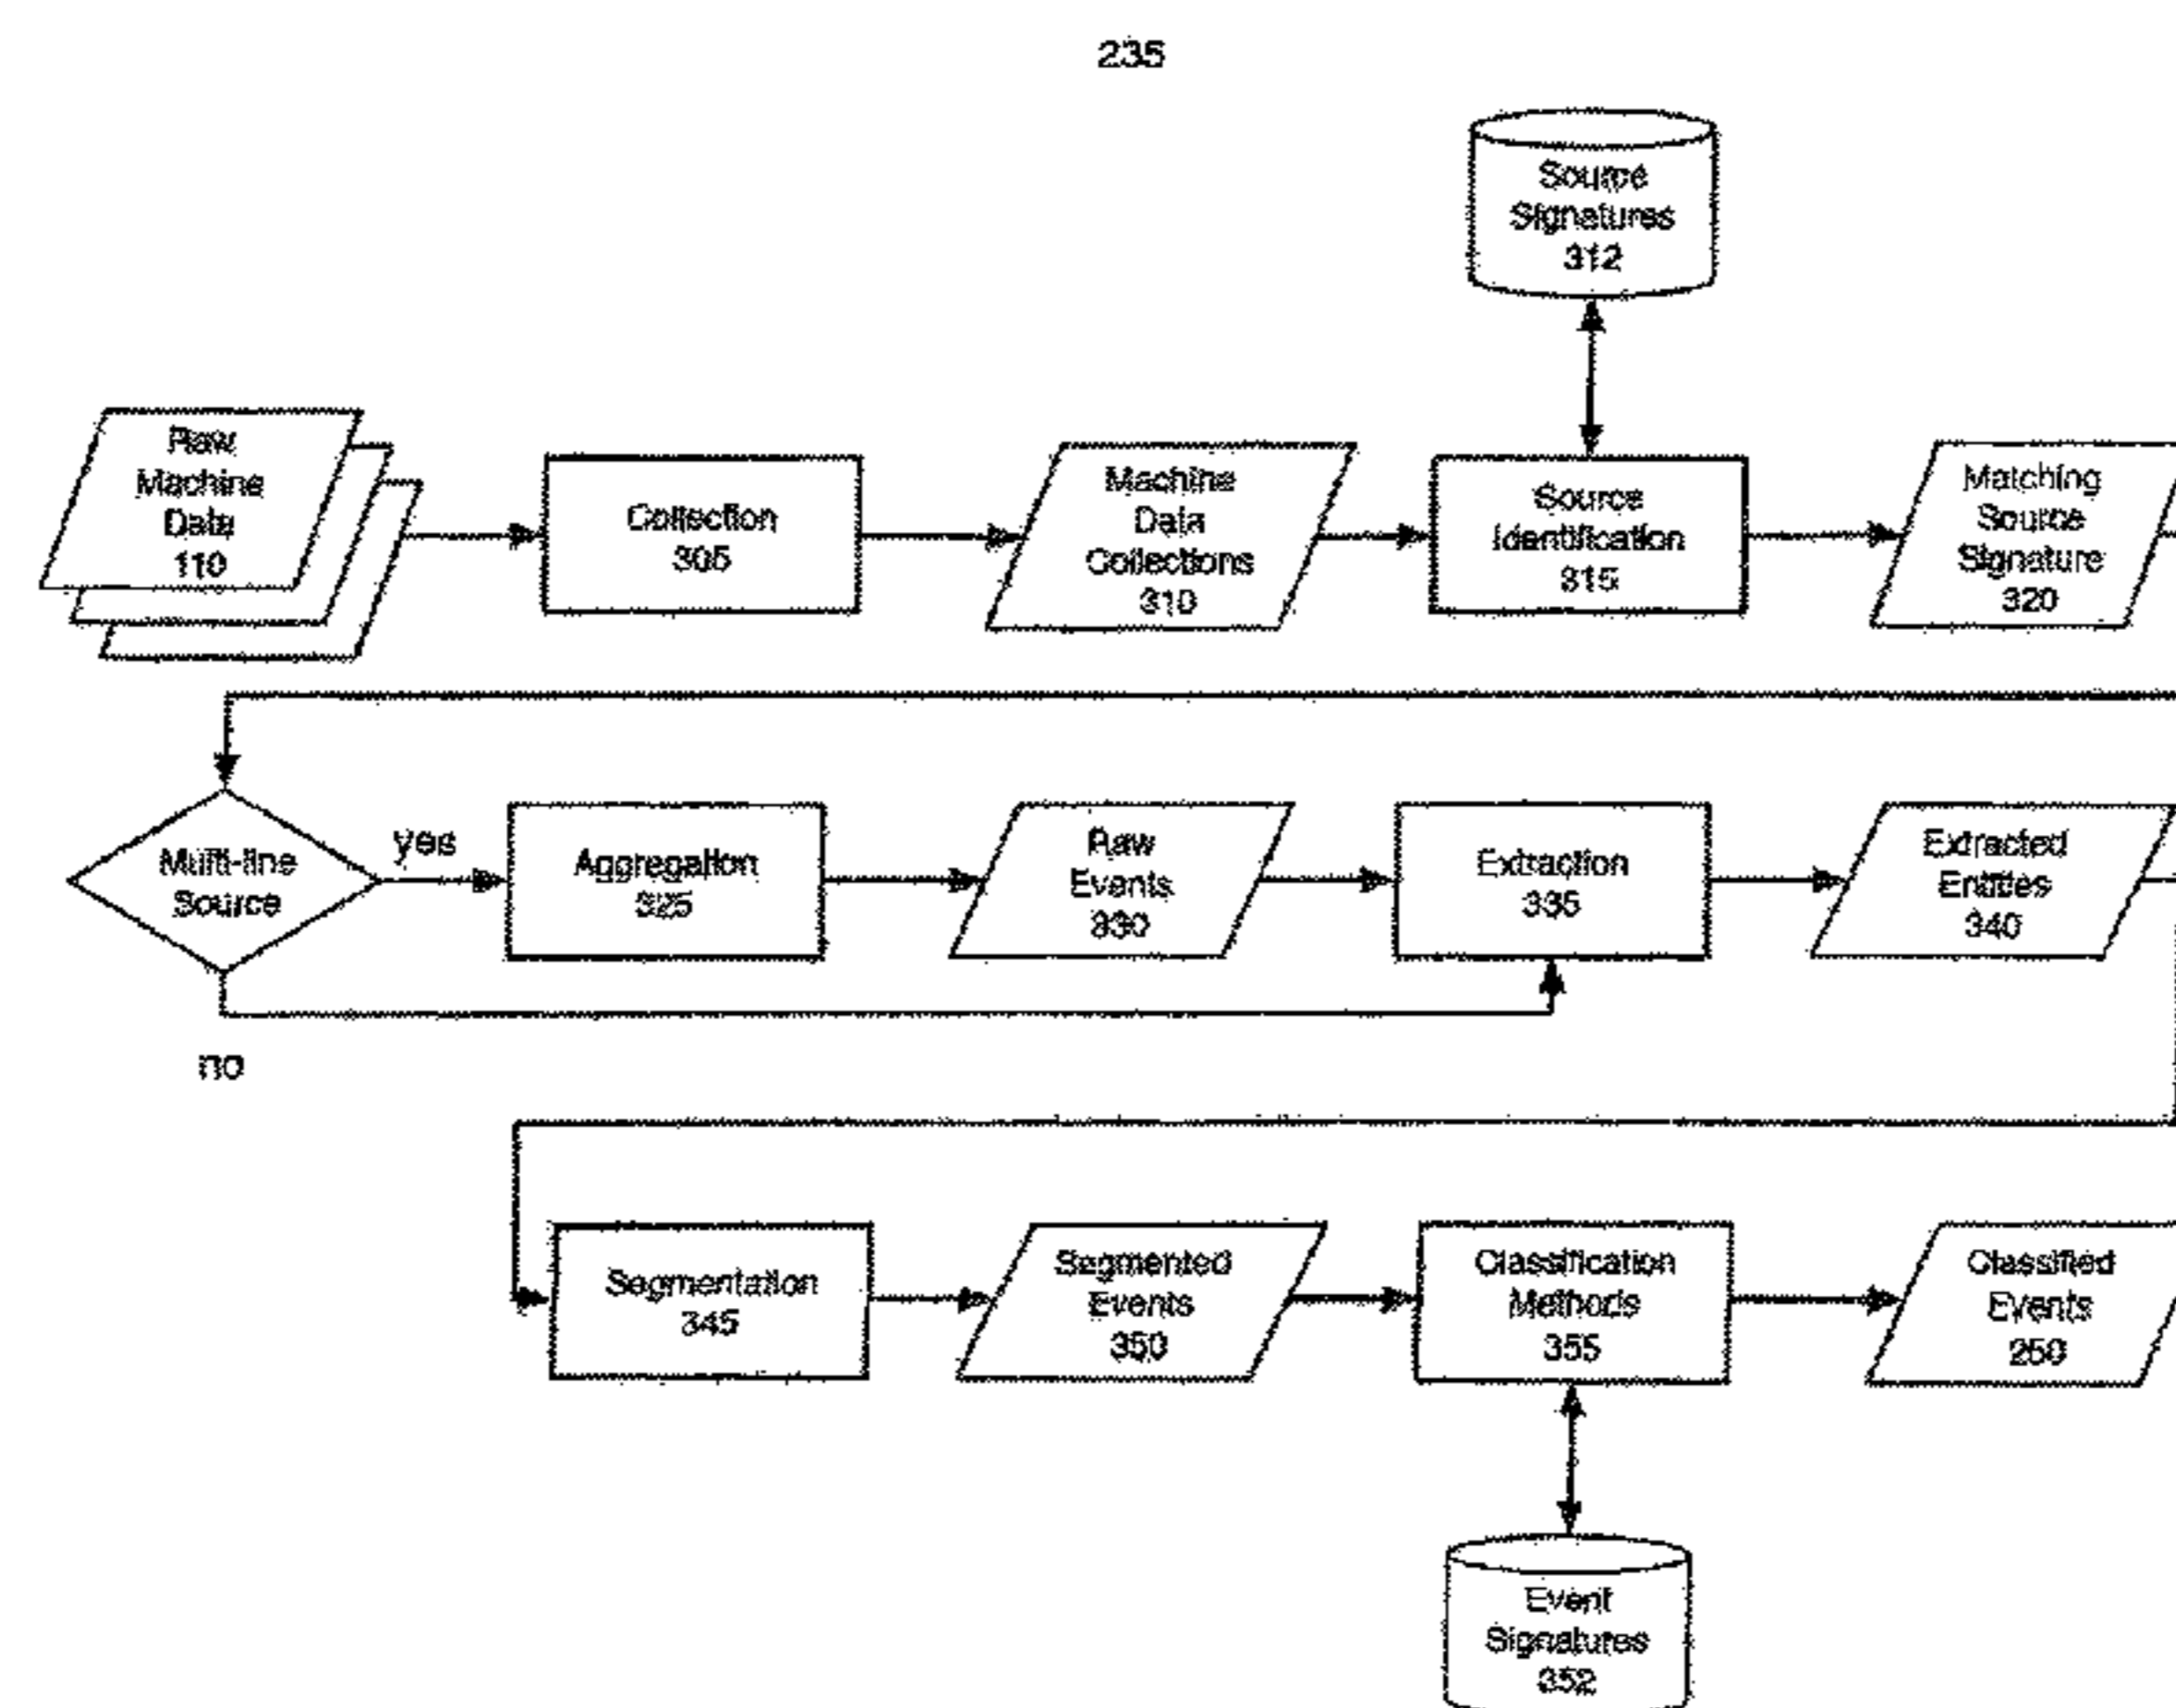 235
Source
Signatures
312
Raw
Machine
Data
110
Collection
305
Machine
Data
Collections
310
Source
Identification
315
Matching
Source
Signature
320
Multi-line
Source
yes
Aggregation
325
Raw
Events
330
Extraction
335
Extracted
Entities
340
no
Segmentation
345
Segmented
Events
350
Classification
Methods
355
Classified
Events
250
Event
Signatures
352